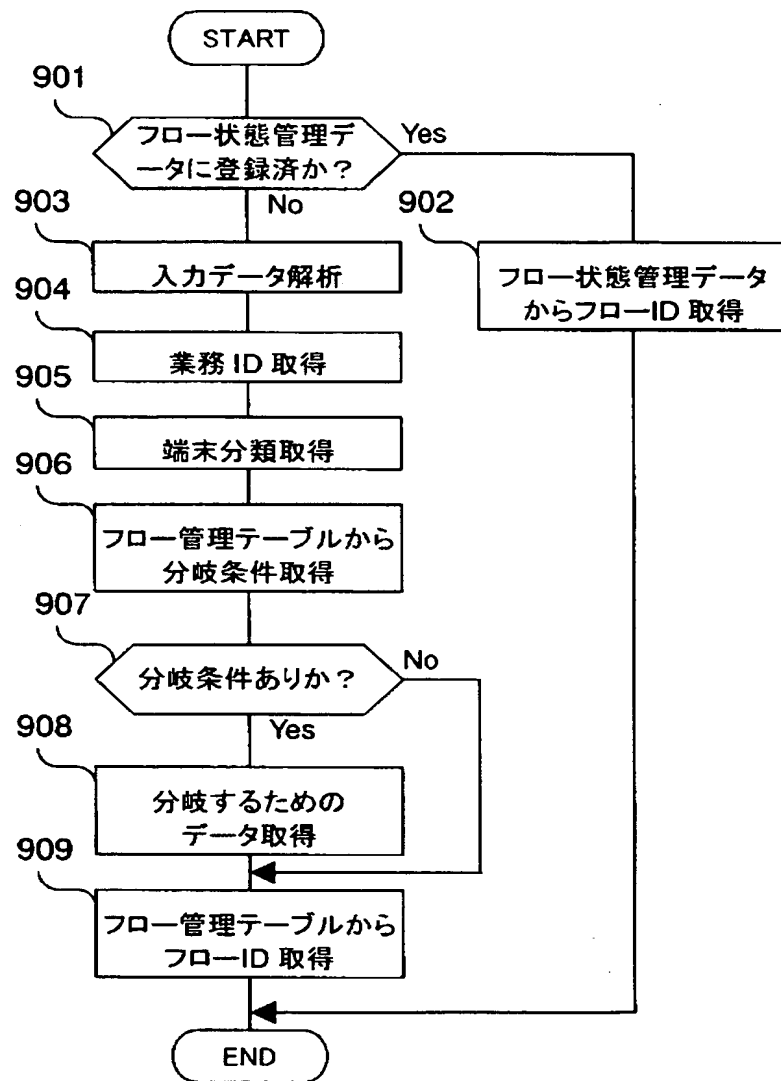 START
901
フロー状態管理デ
ータに登録済か？
Yes
No
902
フロー状態管理データ
からフローID 取得
903
入力データ解析
904
業務 ID 取得
905
端末分類取得
906
フロー管理テーブルから
分岐条件取得
907
分岐条件ありか？
No
Yes
908
分岐するための
データ取得
909
フロー管理テーブルから
フローID 取得
END